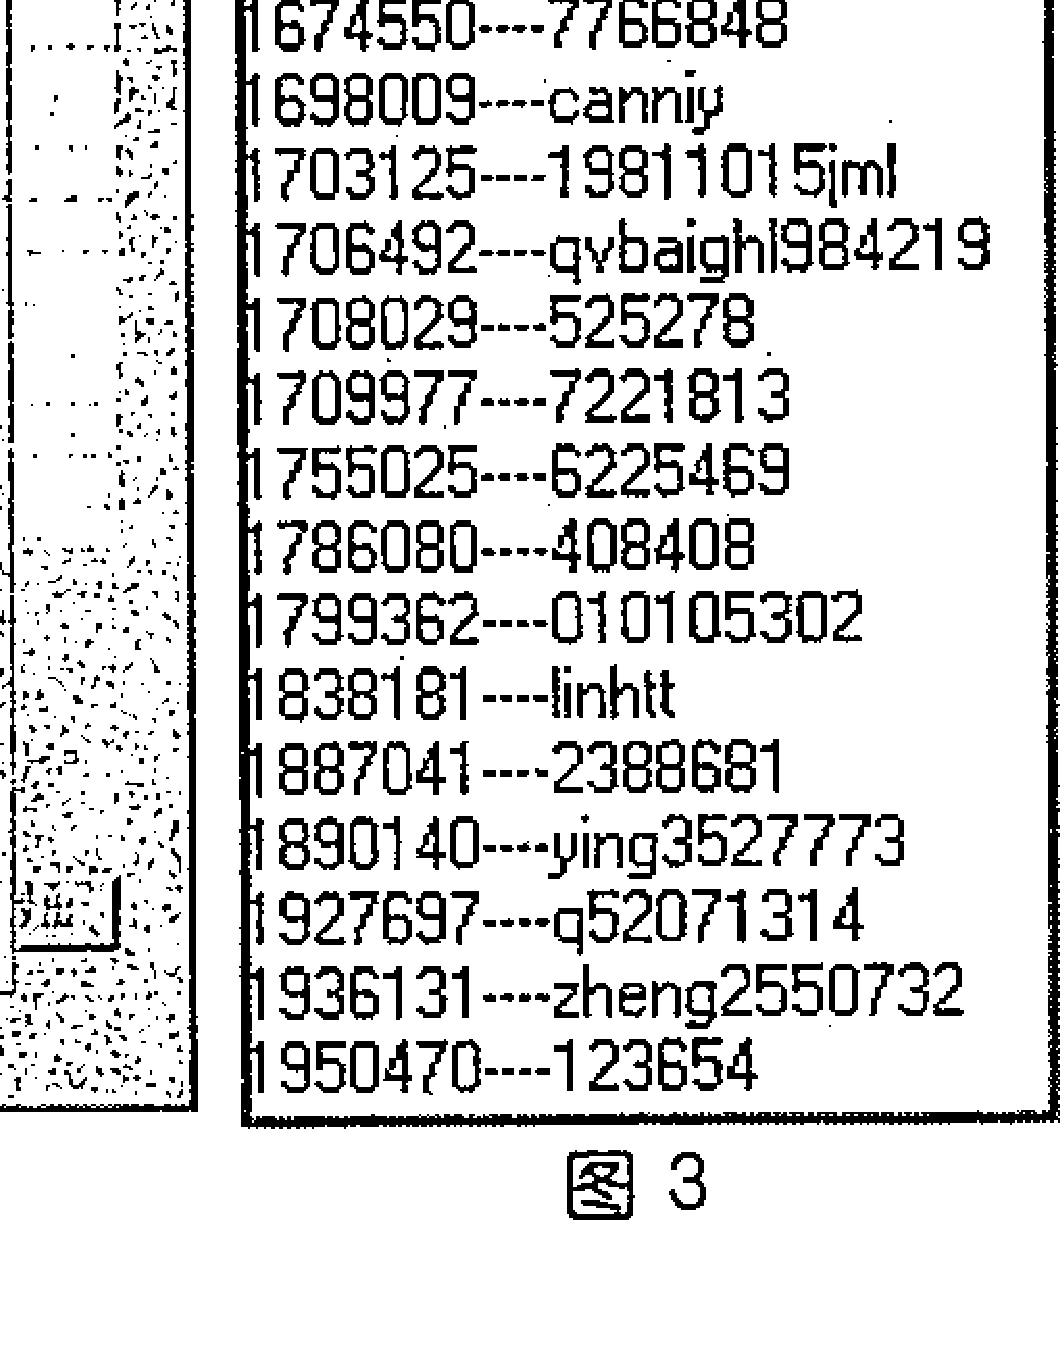 1674550----7766848
1698009----canniy
1703125----19811015jml
1706492----qvbaighl984219
1708029----525278
1709977----7221813
1755025----6225469
1786080----408408
1799362----010105302
1838181----linhtt
1887041----2388681
1890140----ying3527773
1927697----q52071314
1936131----zheng2550732
1950470----123654
图 3